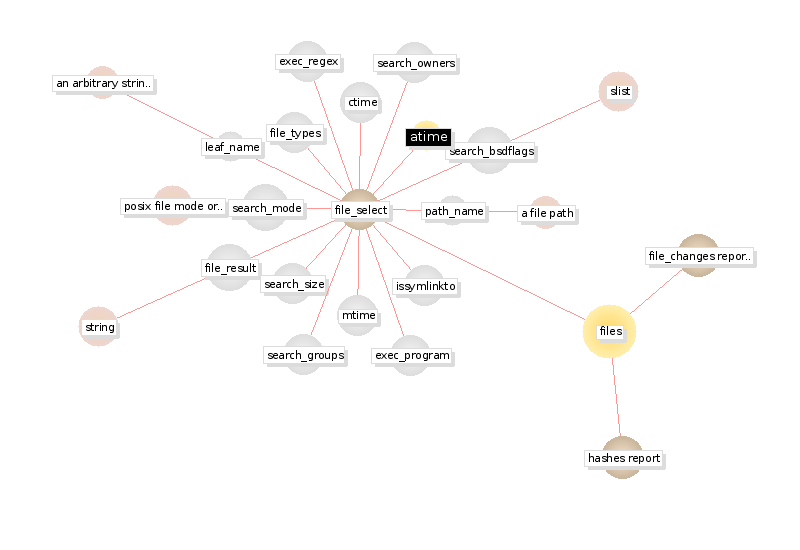 exec_regex
search_owners
an arbitrary strin..
slist
ctime
file_types
atime
leaf_name
search_bsdflags
posix file mode or..
search_mode
file_select
path_name
a file path
file_changes repor..
file_result
search_size
issymlinkto
string
mtime
files
search_groups
exec_program
hashes report